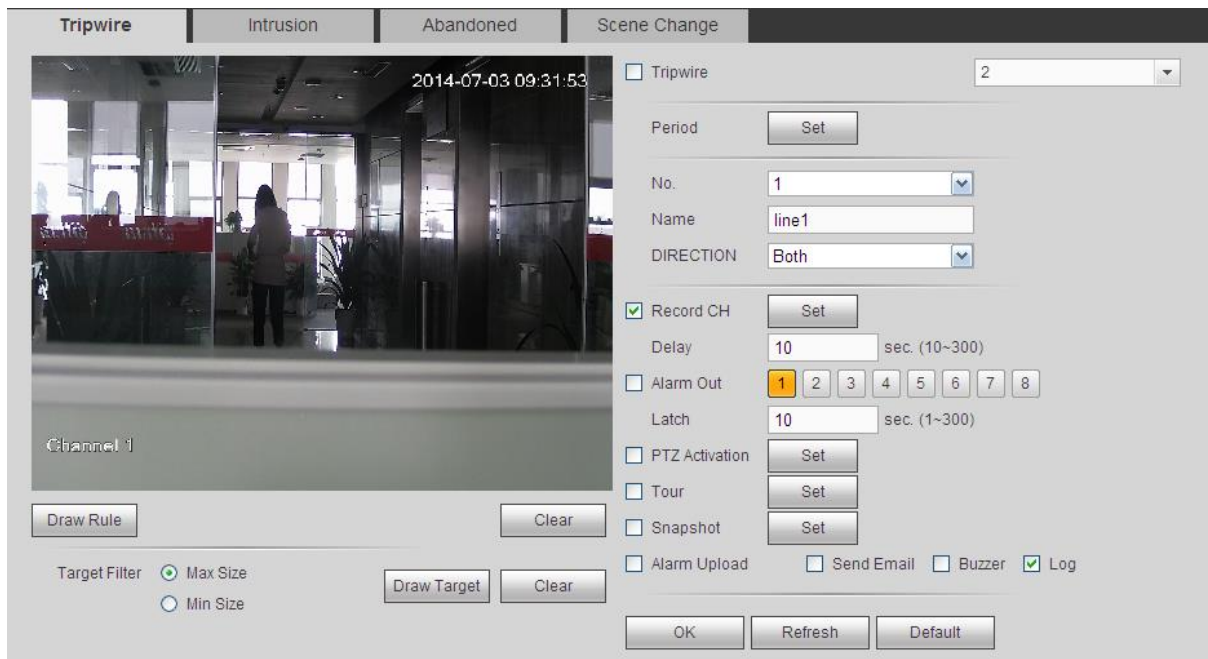 Tripwire Intrusion Abandoned Scene Change
2014-07-03 09:31:53
Channel 1
Draw Rule Clear
Target Filter Max Size
Min Size
Draw Target Clear
Tripwire 2
Period Set
No. 1
Name line1
DIRECTION Both
Record CH Set
Delay 10 sec. (10~300)
Alarm Out 1 2 3 4 5 6 7 8
Latch 10 sec. (1~300)
PTZ Activation Set
Tour Set
Snapshot Set
Alarm Upload Send Email Buzzer Log
OK Refresh Default